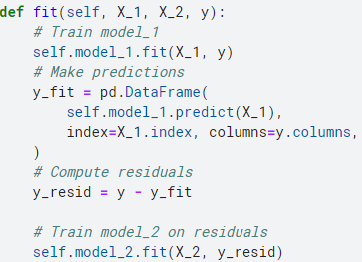 def fit(self, X_1, X_2, y):
    # Train model_1
    self.model_1.fit(X_1, y)
    # Make predictions
    y_fit = pd.DataFrame(
        self.model_1.predict(X_1),
        index=X_1.index, columns=y.columns,
    )
    # Compute residuals
    y_resid = y - y_fit

    # Train model_2 on residuals
    self.model_2.fit(X_2, y_resid)